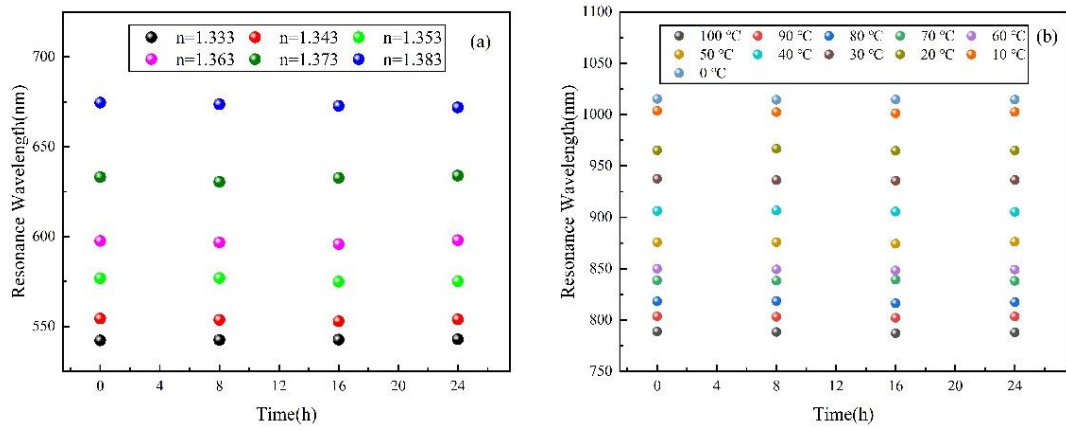 (a)
n=1.333 n=1.343 n=1.353
n=1.363 n=1.373 n=1.383
700
650
600
550
Resonance Wavelength(nm)
0 4 8 12 16 20 24
Time(h)
(b)
100 ℃ 90 ℃ 80 ℃ 70 ℃ 60 ℃
50 ℃ 40 ℃ 30 ℃ 20 ℃ 10 ℃
0 ℃
1100
1050
1000
950
900
850
800
750
Resonance Wavelength(nm)
0 4 8 12 16 20 24
Time(h)